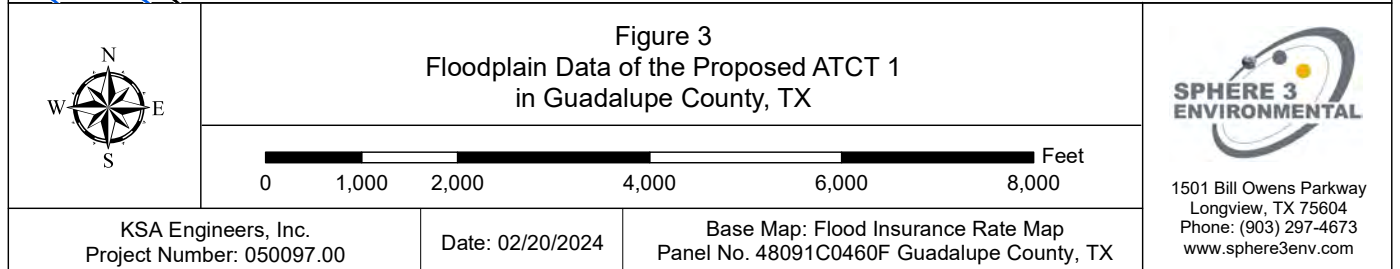 N
W E
S
Figure 3
Floodplain Data of the Proposed ATCT 1
in Guadalupe County, TX
Feet
0 1,000 2,000 4,000 6,000 8,000
KSA Engineers, Inc.
Project Number: 050097.00
Date: 02/20/2024
Base Map: Flood Insurance Rate Map
Panel No. 48091C0460F Guadalupe County, TX
SPHERE 3
ENVIRONMENTAL
1501 Bill Owens Parkway
Longview, TX 75604
Phone: (903) 297-4673
www.sphere3env.com